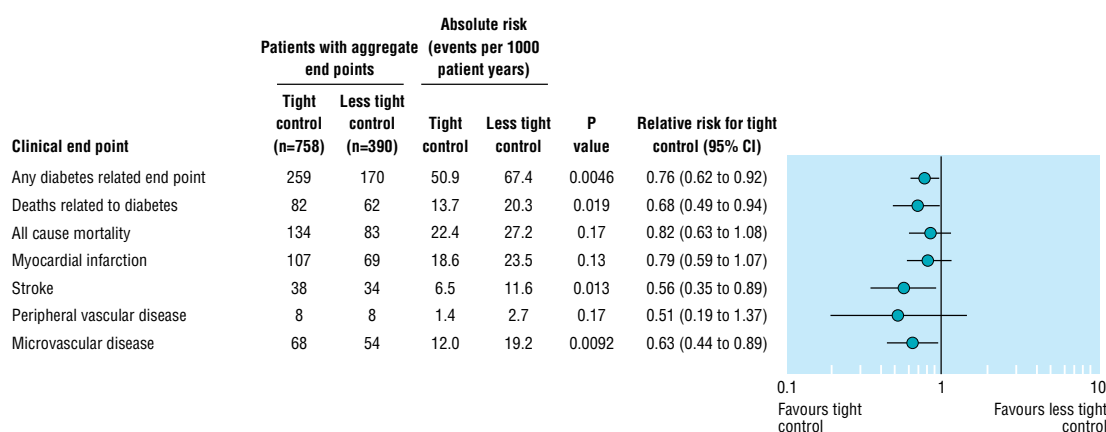 Absolute risk
Patients with aggregate (events per 1000
end points patient years)
Tight Less tight
control control Tight Less tight P Relative risk for tight
Clinical end point (n=758) (n=390) control control value control (95% CI)
Any diabetes related end point 259 170 50.9 67.4 0.0046 0.76 (0.62 to 0.92)
Deaths related to diabetes 82 62 13.7 20.3 0.019 0.68 (0.49 to 0.94)
All cause mortality 134 83 22.4 27.2 0.17 0.82 (0.63 to 1.08)
Myocardial infarction 107 69 18.6 23.5 0.13 0.79 (0.59 to 1.07)
Stroke 38 34 6.5 11.6 0.013 0.56 (0.35 to 0.89)
Peripheral vascular disease 8 8 1.4 2.7 0.17 0.51 (0.19 to 1.37)
Microvascular disease 68 54 12.0 19.2 0.0092 0.63 (0.44 to 0.89)
0.1 1 10
Favours tight Favours less tight
control control